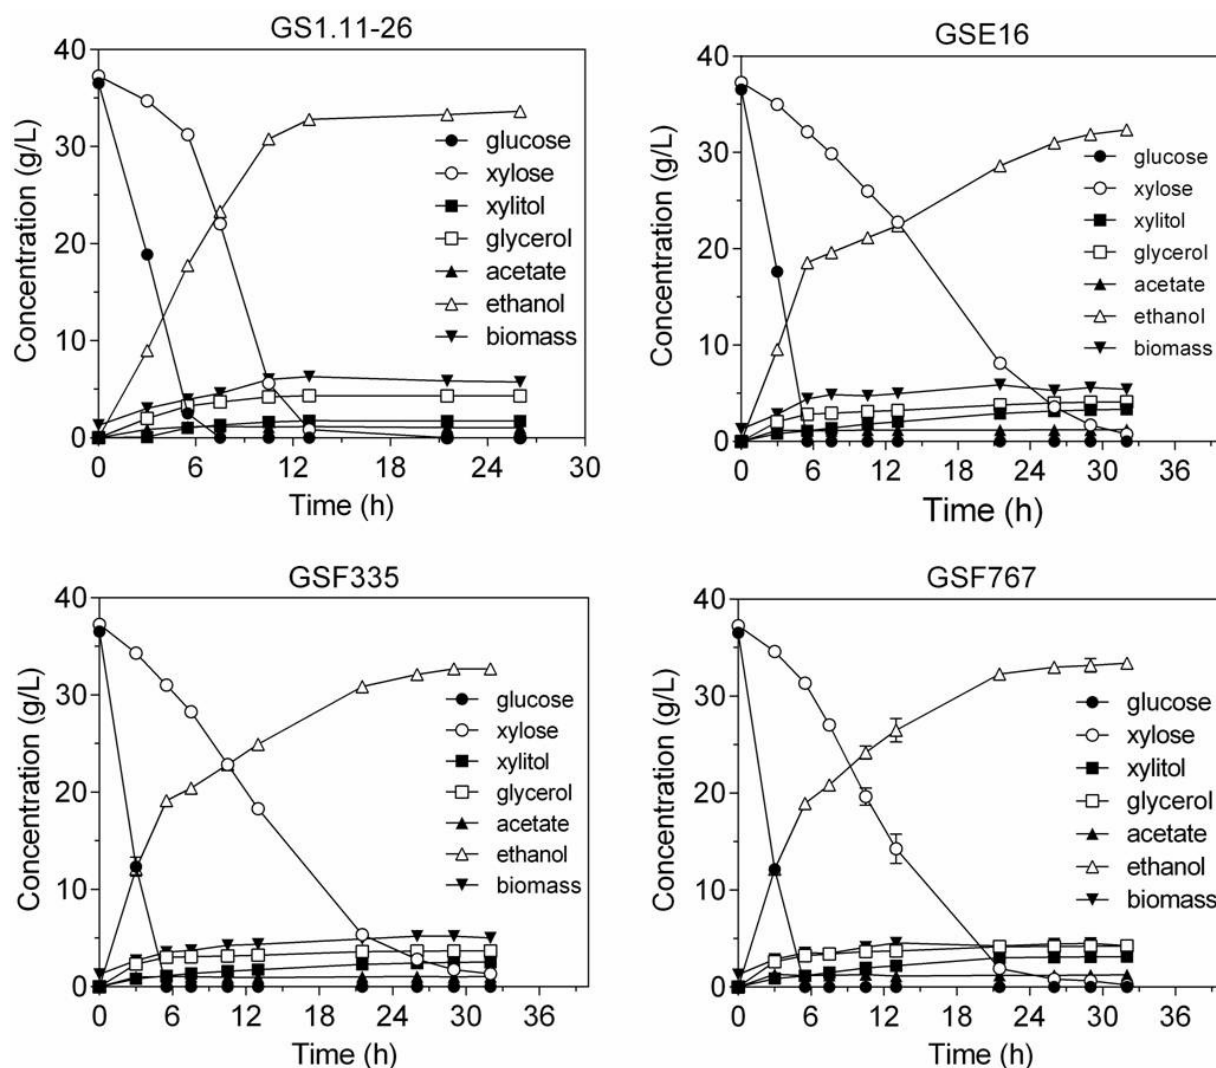 GS1.11-26
Concentration (g/L)
40
30
20
10
0
glucose
xylose
xylitol
glycerol
acetate
ethanol
biomass
0 6 12 18 24 30
Time (h)
GSE16
Concentration (g/L)
40
30
20
10
0
glucose
xylose
xylitol
glycerol
acetate
ethanol
biomass
0 6 12 18 24 30 36
Time (h)
GSF335
Concentration (g/L)
40
30
20
10
0
glucose
xylose
xylitol
glycerol
acetate
ethanol
biomass
0 6 12 18 24 30 36
Time (h)
GSF767
Concentration (g/L)
40
30
20
10
0
glucose
xylose
xylitol
glycerol
acetate
ethanol
biomass
0 6 12 18 24 30 36
Time (h)